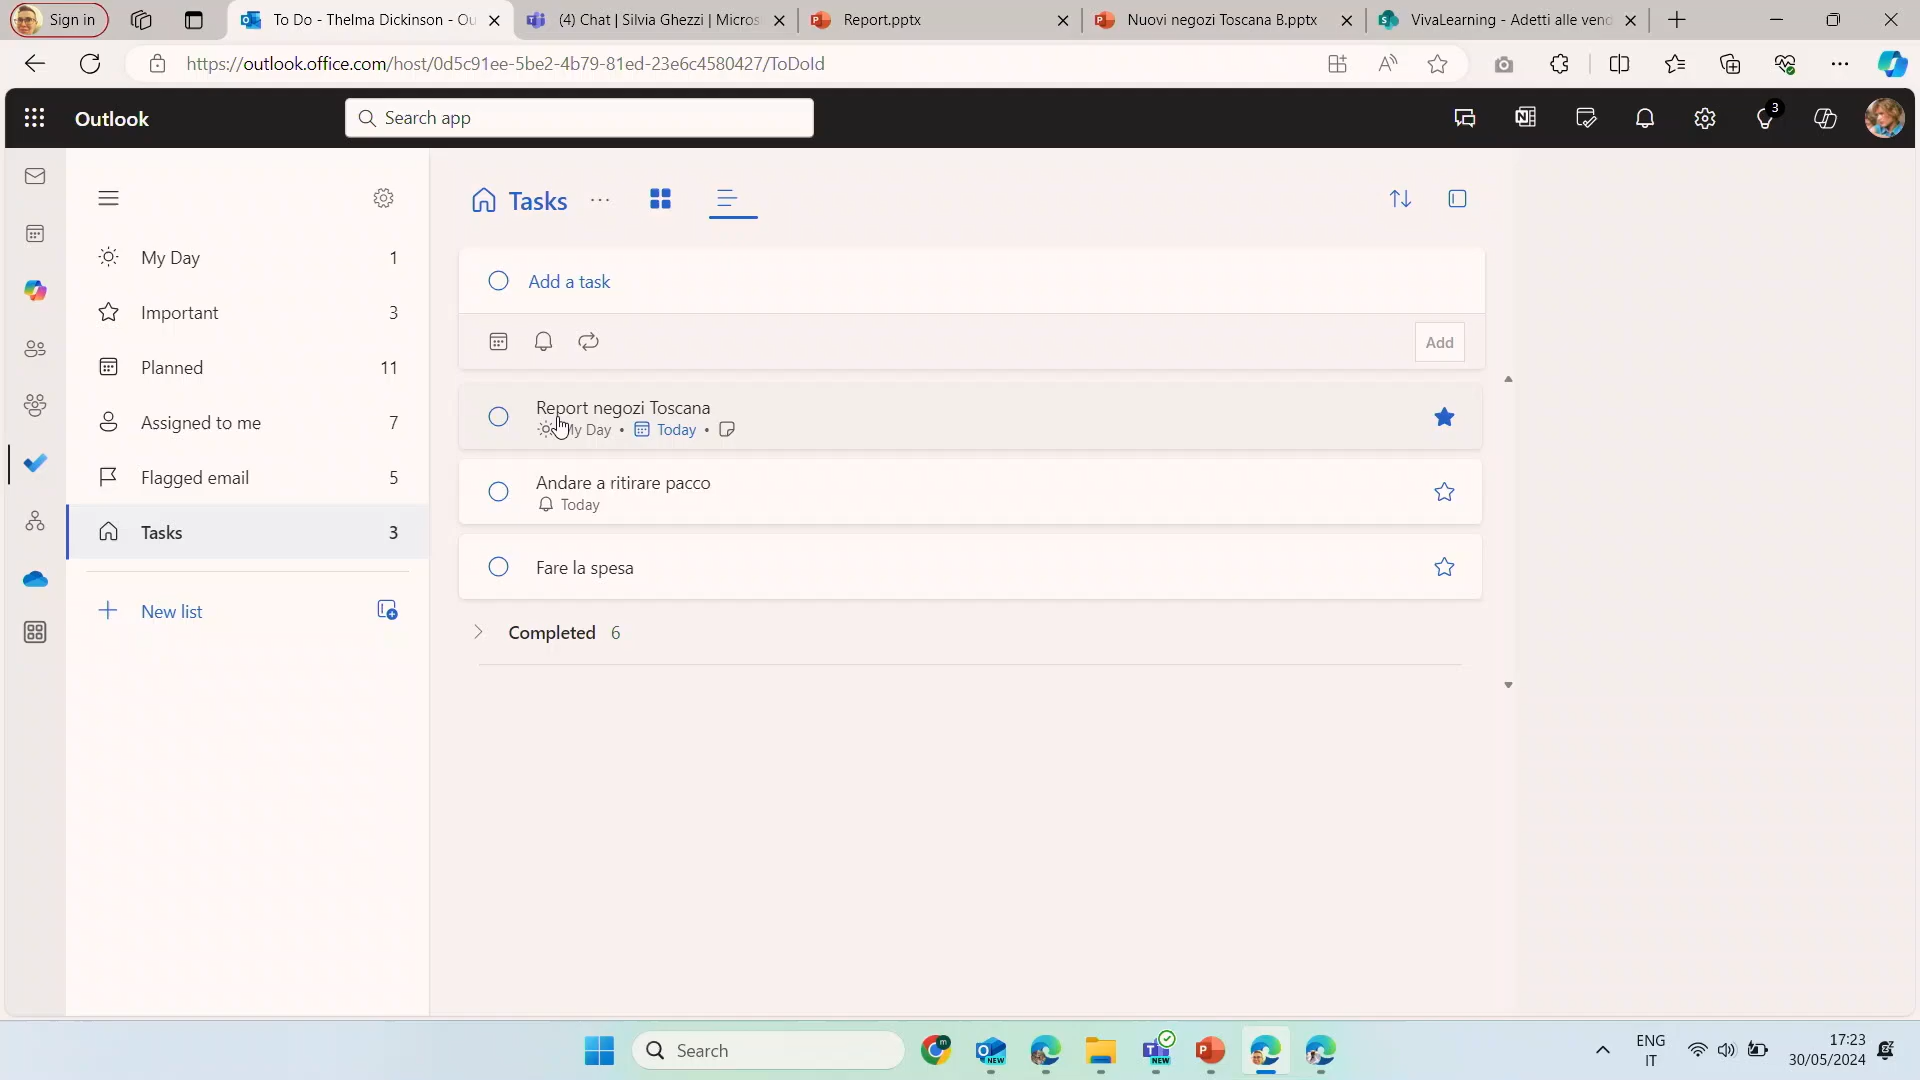 Sign in
To Do - Thelma Dickinson - Ou
(4) Chat | Silvia Ghezzi | Micros
Report.pptx
Nuovi negozi Toscana B.pptx
VivaLearning - Adetti alle vend
https://outlook.office.com/host/0d5c91ee-5be2-4b79-81ed-23e6c4580427/ToDoId
Outlook
Search app
3
Tasks
My Day 1
Important 3
Planned 11
Assigned to me 7
Flagged email 5
Tasks 3
New list
Add a task
Add
Report negozi Toscana
My Day • Today •
Andare a ritirare pacco
Today
Fare la spesa
Completed 6
Search
NEW
NEW
ENG
IT
17:23
30/05/2024